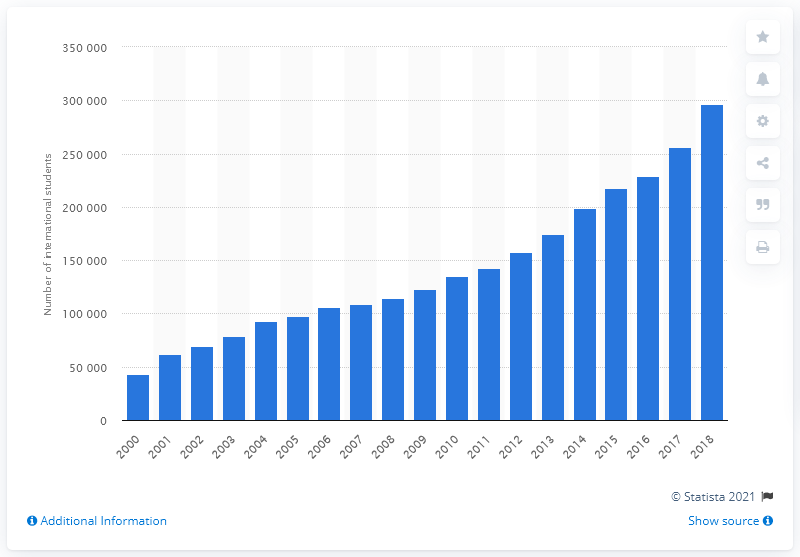 350 000
300 000
250 000
200 000
150 000
100 000
50 000
0
Number of international students
2000 2001 2002 2003 2004 2005 2006 2007 2008 2009 2010 2011 2012 2013 2014 2015 2016 2017 2018
© Statista 2021
Additional Information Show source